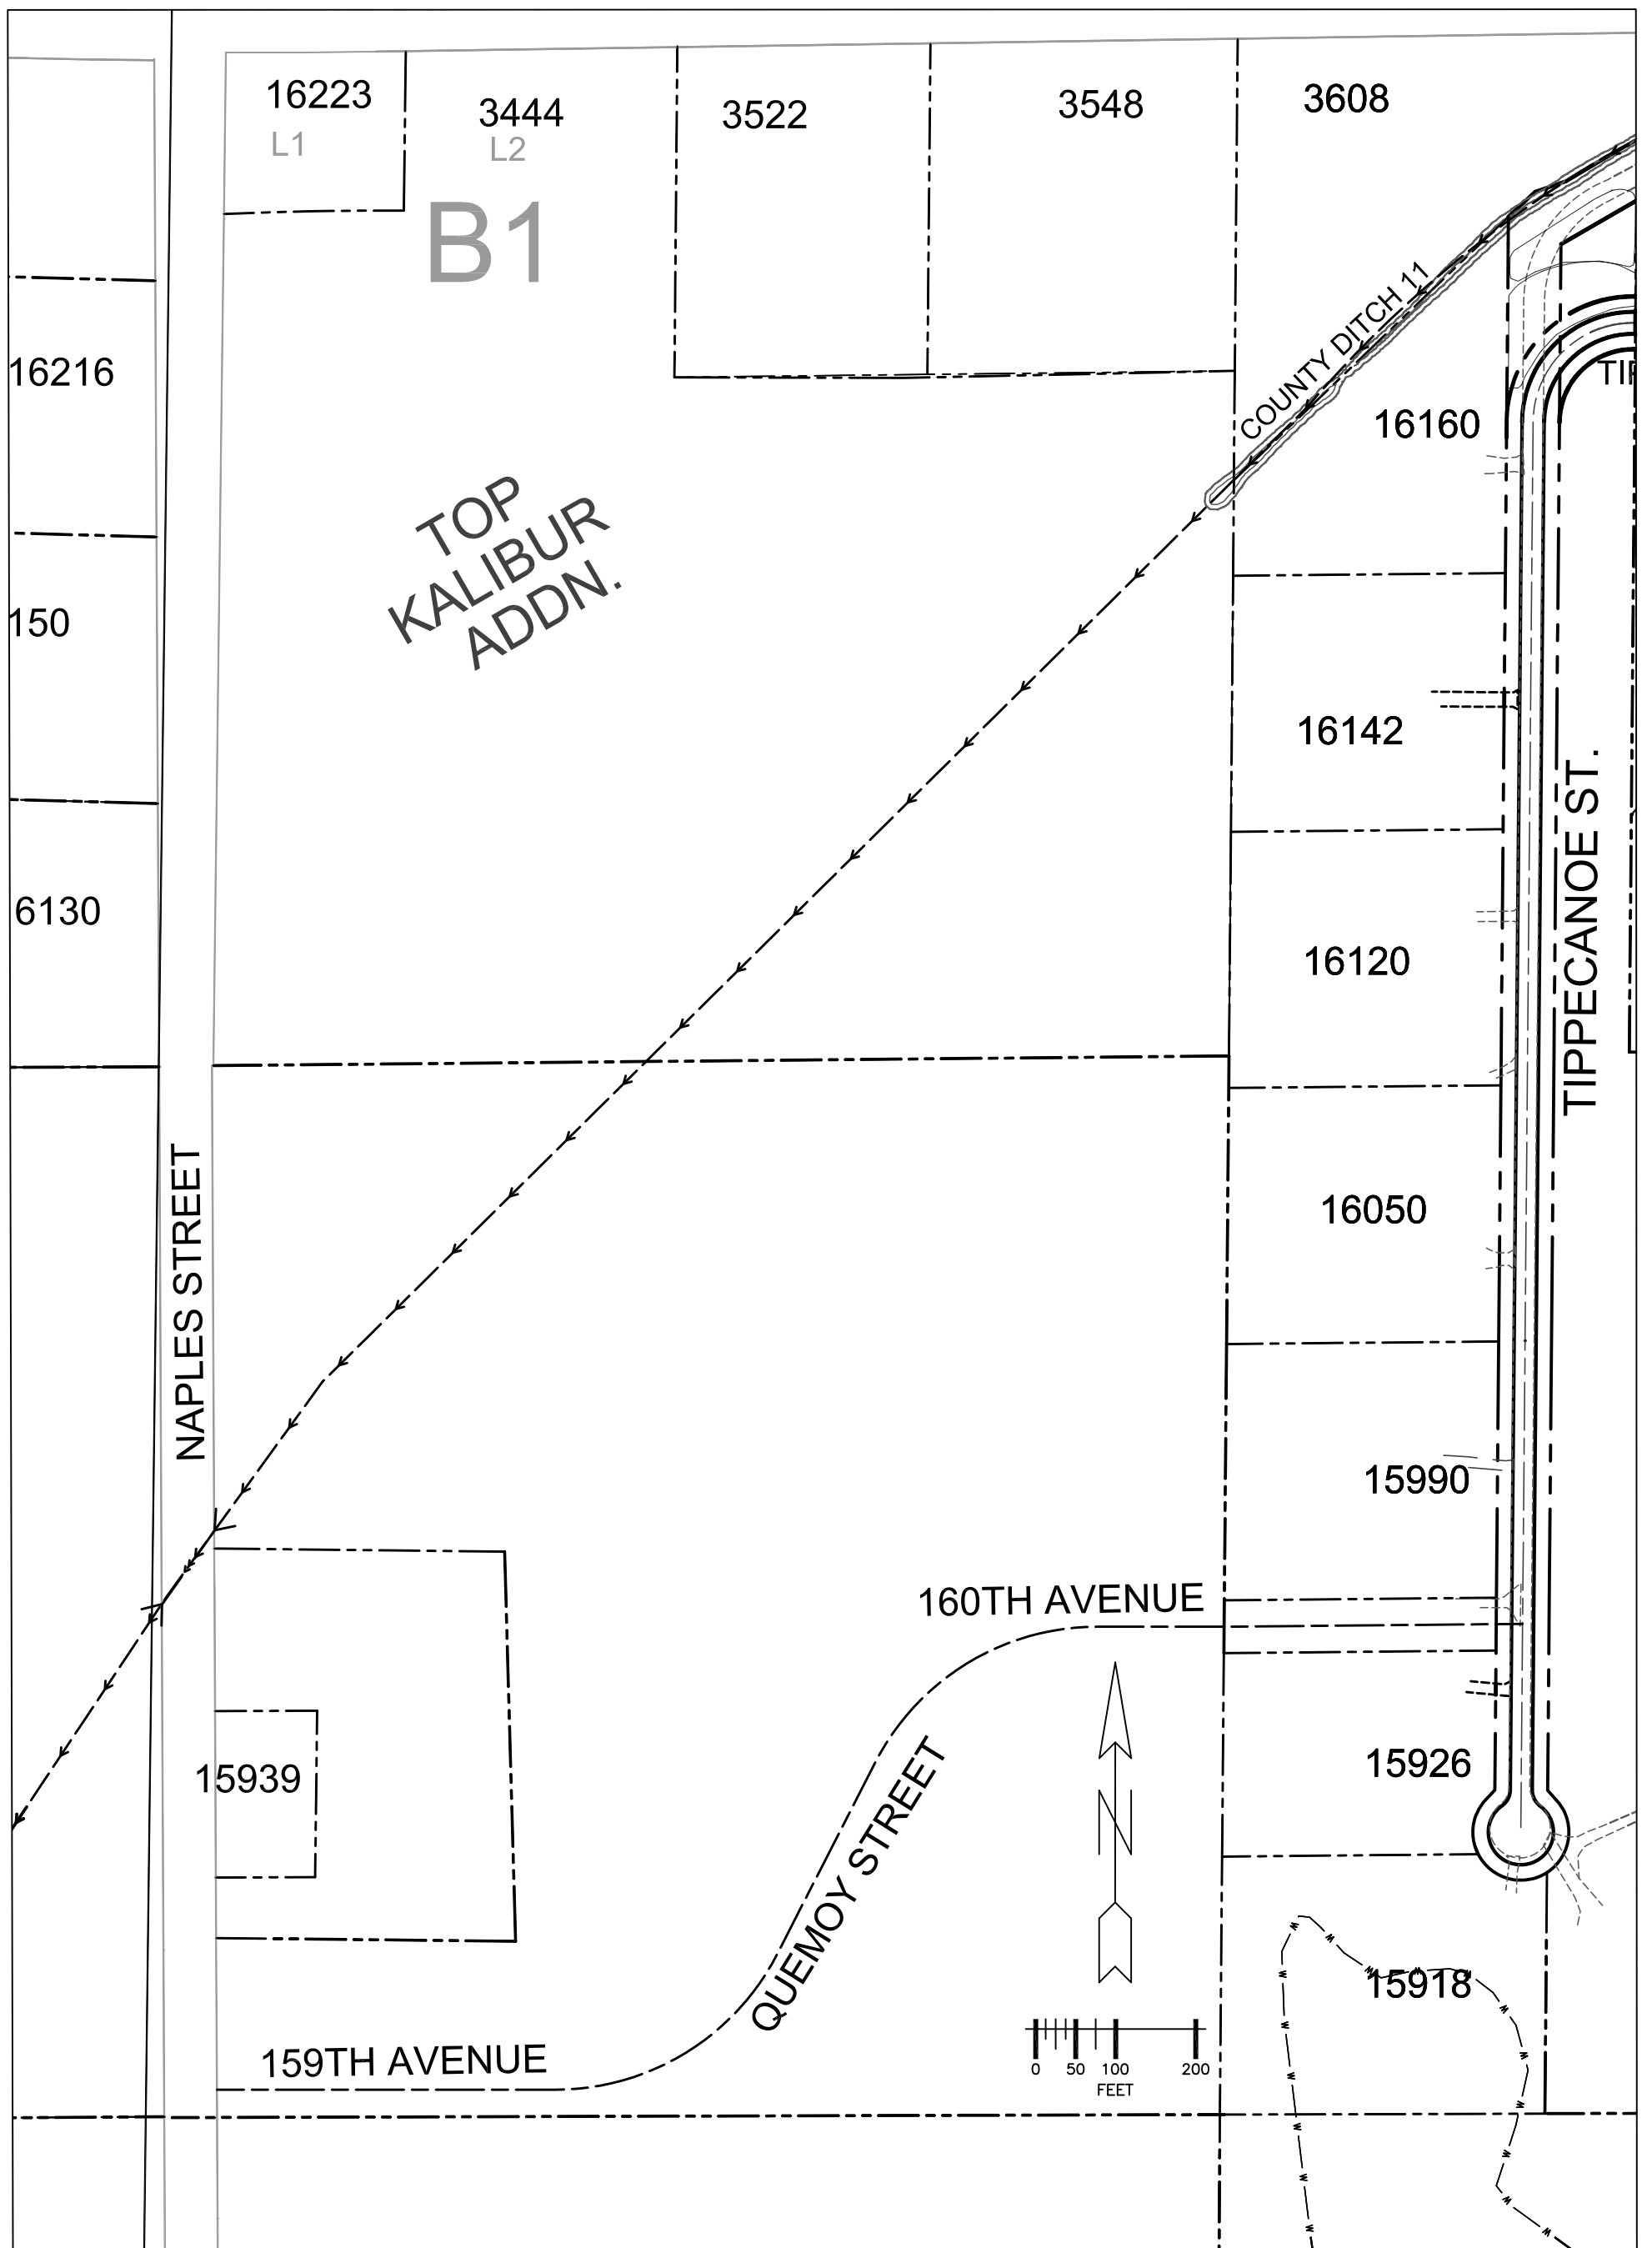 16223
L1
3444
L2
3522
3548
3608
B1
16216
COUNTY DITCH 11
TIP
16160
TOP
KALIBUR
ADDN.
150
16142
TIPPECANOE ST.
6130
16120
NAPLES STREET
16050
15990
160TH AVENUE
15939
15926
QUEMOY STREET
N
15918
W W W W W W W W W W W W W W W W W W W
159TH AVENUE
0 50 100 200
FEET